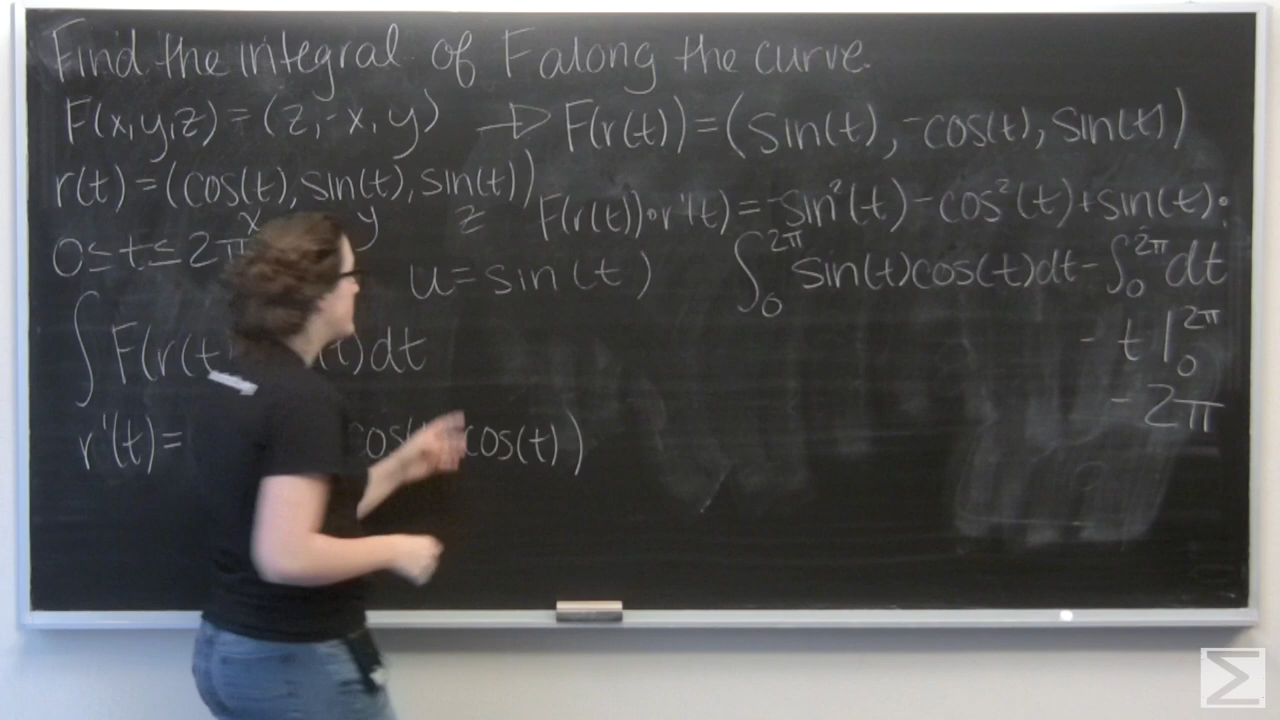 Find the integral of F along the curve.
F(x,y,z)=(z,-x,y) → F(r(t))=(sin(t),-cos(t),sin(t))
r(t)=(cos(t),sin(t),sin(t))
x y z
F(r(t))•r'(t)=-sin²(t)-cos²(t)+sin(t)•
0≤t≤2π
u=sin(t)
∫₀^2π sin(t)cos(t)dt-∫₀^2π dt
∫F(r(t dt
-t|₀^2π
-2π
r'(t)= cos(t)